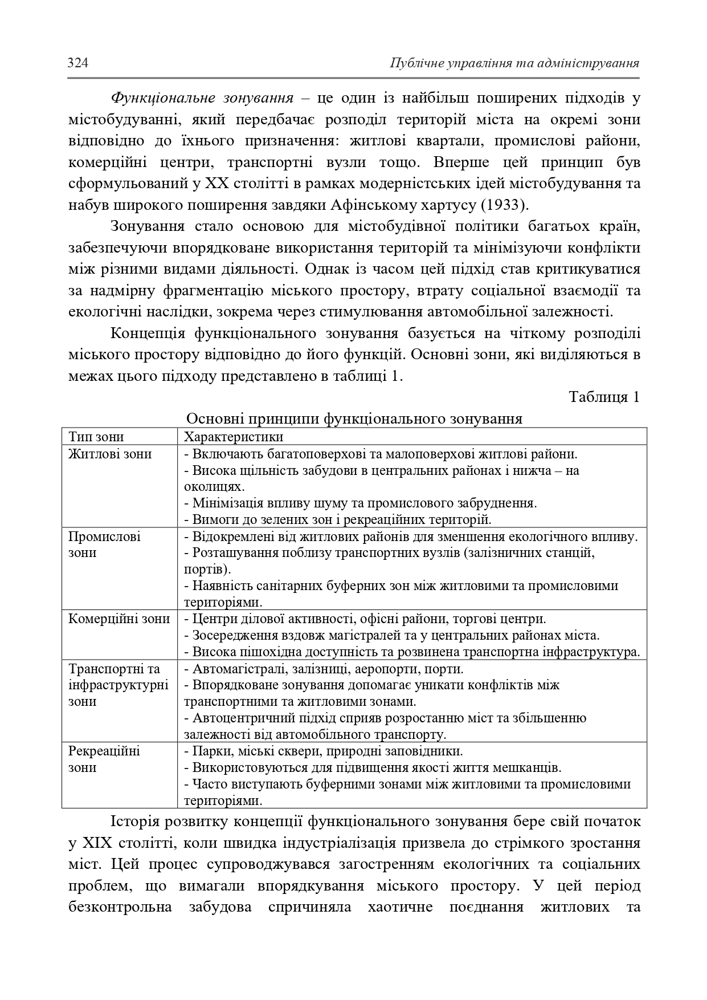 324 Публічне управління та адміністрування
Функціональне зонування – це один із найбільш поширених підходів у
містобудуванні, який передбачає розподіл територій міста на окремі зони
відповідно до їхнього призначення: житлові квартали, промислові райони,
комерційні центри, транспортні вузли тощо. Вперше цей принцип був
сформульований у XX столітті в рамках модерністських ідей містобудування та
набув широкого поширення завдяки Афінському хартусу (1933).
Зонування стало основою для містобудівної політики багатьох країн,
забезпечуючи впорядковане використання територій та мінімізуючи конфлікти
між різними видами діяльності. Однак із часом цей підхід став критикуватися
за надмірну фрагментацію міського простору, втрату соціальної взаємодії та
екологічні наслідки, зокрема через стимулювання автомобільної залежності.
Концепція функціонального зонування базується на чіткому розподілі
міського простору відповідно до його функцій. Основні зони, які виділяються в
межах цього підходу представлено в таблиці 1.
Таблиця 1
Основні принципи функціонального зонування
Тип зони Характеристики
Житлові зони - Включають багатоповерхові та малоповерхові житлові райони.
- Висока щільність забудови в центральних районах і нижча – на
околицях.
- Мінімізація впливу шуму та промислового забруднення.
- Вимоги до зелених зон і рекреаційних територій.
Промислові - Відокремлені від житлових районів для зменшення екологічного впливу.
зони - Розташування поблизу транспортних вузлів (залізничних станцій,
портів).
- Наявність санітарних буферних зон між житловими та промисловими
територіями.
Комерційні зони - Центри ділової активності, офісні райони, торгові центри.
- Зосередження вздовж магістралей та у центральних районах міста.
- Висока пішохідна доступність та розвинена транспортна інфраструктура.
Транспортні та - Автомагістралі, залізниці, аеропорти, порти.
інфраструктурні - Впорядковане зонування допомагає уникати конфліктів між
зони транспортними та житловими зонами.
- Автоцентричний підхід сприяв розростанню міст та збільшенню
залежності від автомобільного транспорту.
Рекреаційні - Парки, міські сквери, природні заповідники.
зони - Використовуються для підвищення якості життя мешканців.
- Часто виступають буферними зонами між житловими та промисловими
територіями.
Історія розвитку концепції функціонального зонування бере свій початок
у XIX столітті, коли швидка індустріалізація призвела до стрімкого зростання
міст. Цей процес супроводжувався загостренням екологічних та соціальних
проблем, що вимагали впорядкування міського простору. У цей період
безконтрольна забудова спричиняла хаотичне поєднання житлових та